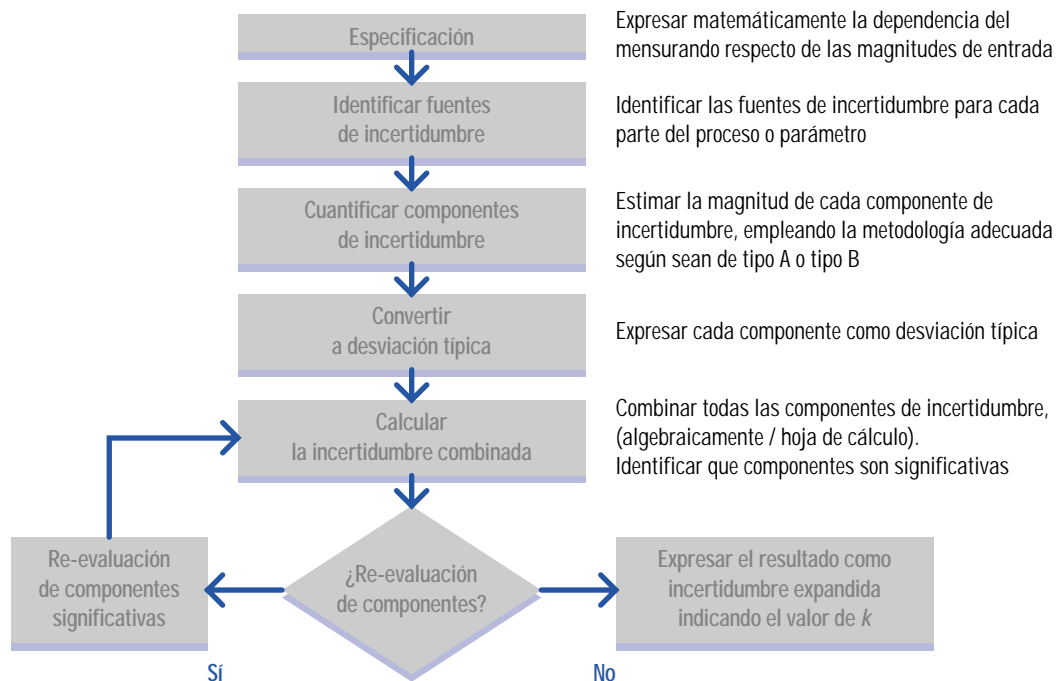 Especificación
Expresar matemáticamente la dependencia del
mensurando respecto de las magnitudes de entrada
Identificar fuentes
de incertidumbre
Identificar las fuentes de incertidumbre para cada
parte del proceso o parámetro
Cuantificar componentes
de incertidumbre
Estimar la magnitud de cada componente de
incertidumbre, empleando la metodología adecuada
según sean de tipo A o tipo B
Convertir
a desviación típica
Expresar cada componente como desviación típica
Calcular
la incertidumbre combinada
Combinar todas las componentes de incertidumbre,
(algebraicamente / hoja de cálculo).
Identificar que componentes son significativas
Re-evaluación
de componentes
significativas
¿Re-evaluación
de componentes?
Expresar el resultado como
incertidumbre expandida
indicando el valor de k
Sí
No